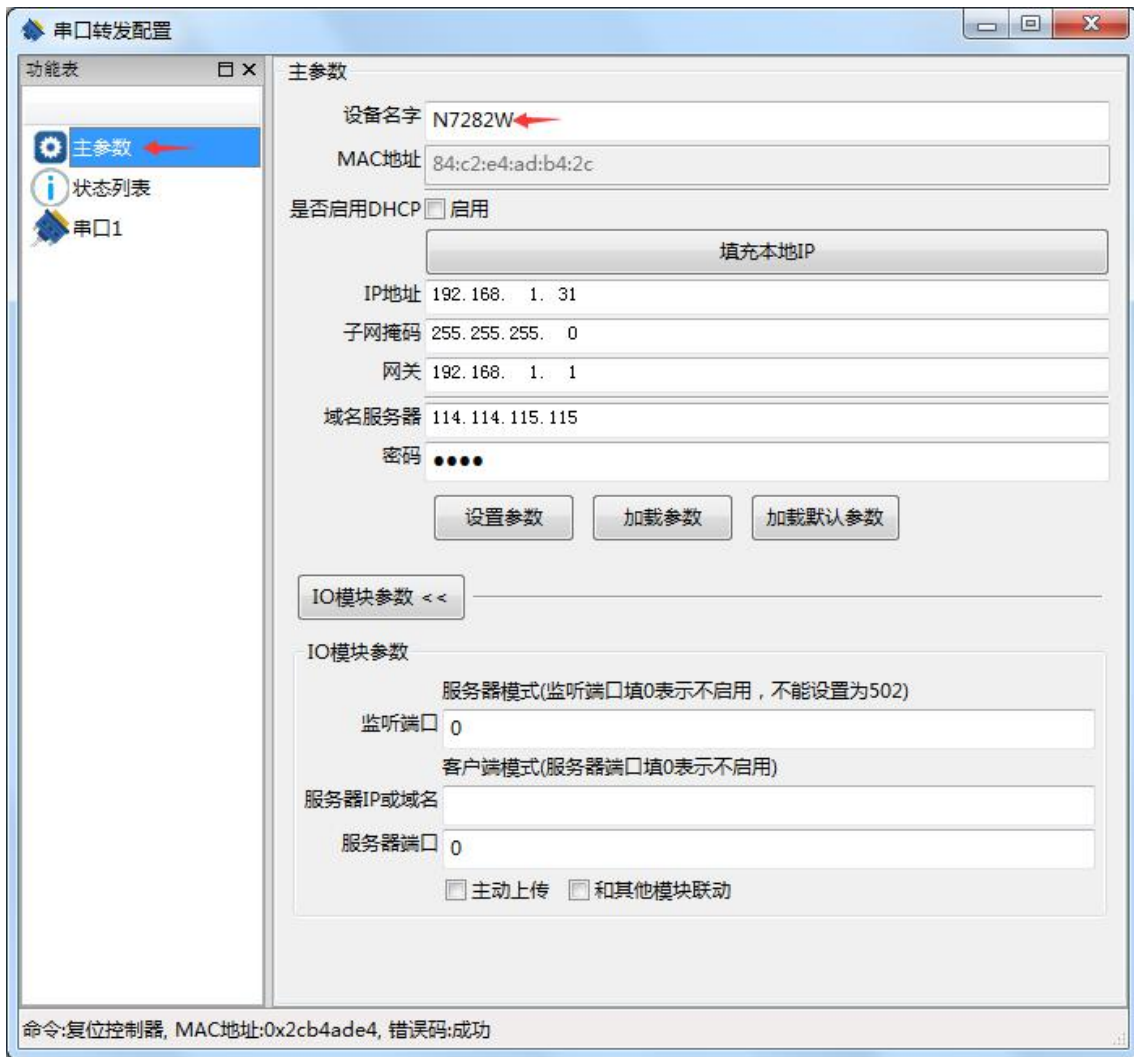 串口转发配置
功能表
主参数
状态列表
串口1
主参数
设备名字 N7282W
MAC地址 84:c2:e4:ad:b4:2c
是否启用DHCP 启用
填充本地IP
IP地址 192.168. 1. 31
子网掩码 255.255.255. 0
网关 192.168. 1. 1
域名服务器 114.114.115.115
密码 ●●●●
设置参数 加载参数 加载默认参数
IO模块参数 <<
IO模块参数
服务器模式(监听端口填0表示不启用，不能设置为502)
监听端口 0
客户端模式(服务器端口填0表示不启用)
服务器IP或域名
服务器端口 0
主动上传 和其他模块联动
命令:复位控制器, MAC地址:0x2cb4ade4, 错误码:成功